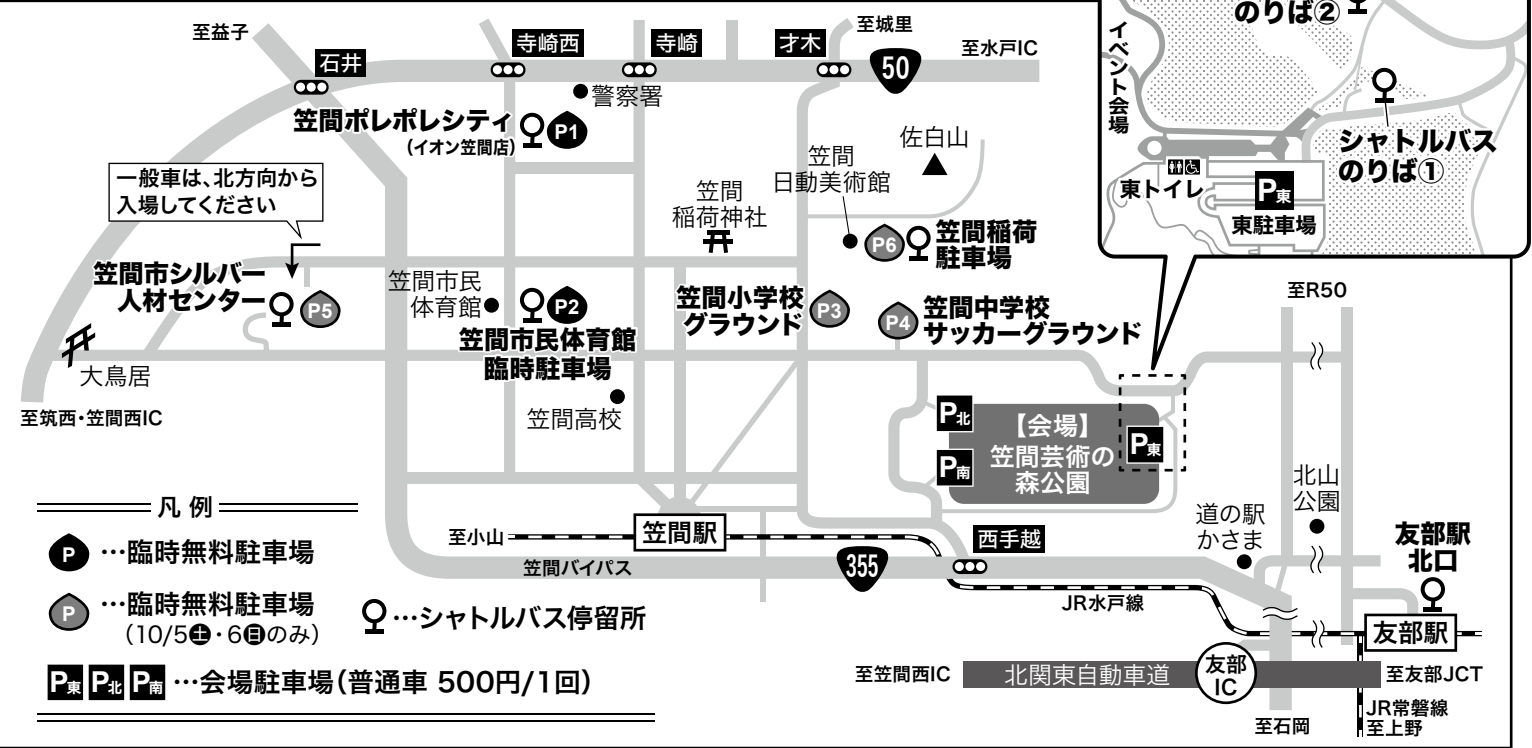 至益子
石井
寺崎西
寺崎
才木
至城里
50
至水戸IC
警察署
笠間ポレポレシティ
(イオン笠間店)
P1
一般車は、北方向から
入場してください
笠間
稲荷神社
笠間
日動美術館
佐白山
P6
笠間稲荷
駐車場
笠間市シルバー
人材センター
P5
笠間市民
体育館
P2
笠間市民体育館
臨時駐車場
笠間小学校
グラウンド
P3
P4
笠間中学校
サッカーグラウンド
大鳥居
至筑西・笠間西IC
笠間高校
のりば②
イベント会場
シャトルバス
のりば①
東トイレ
P東
東駐車場
至R50
P北
P南
【会場】
笠間芸術の
森公園
P東
北山
公園
道の駅
かさま
友部駅
北口
友部駅
至小山
笠間駅
笠間バイパス
355
西手越
JR水戸線
至笠間西IC
北関東自動車道
友部
IC
至友部JCT
JR常磐線
至上野
至石岡
凡例
P…臨時無料駐車場
P…臨時無料駐車場
(10/5土・6日のみ)
…シャトルバス停留所
P東 P北 P南 …会場駐車場(普通車 500円/1回)